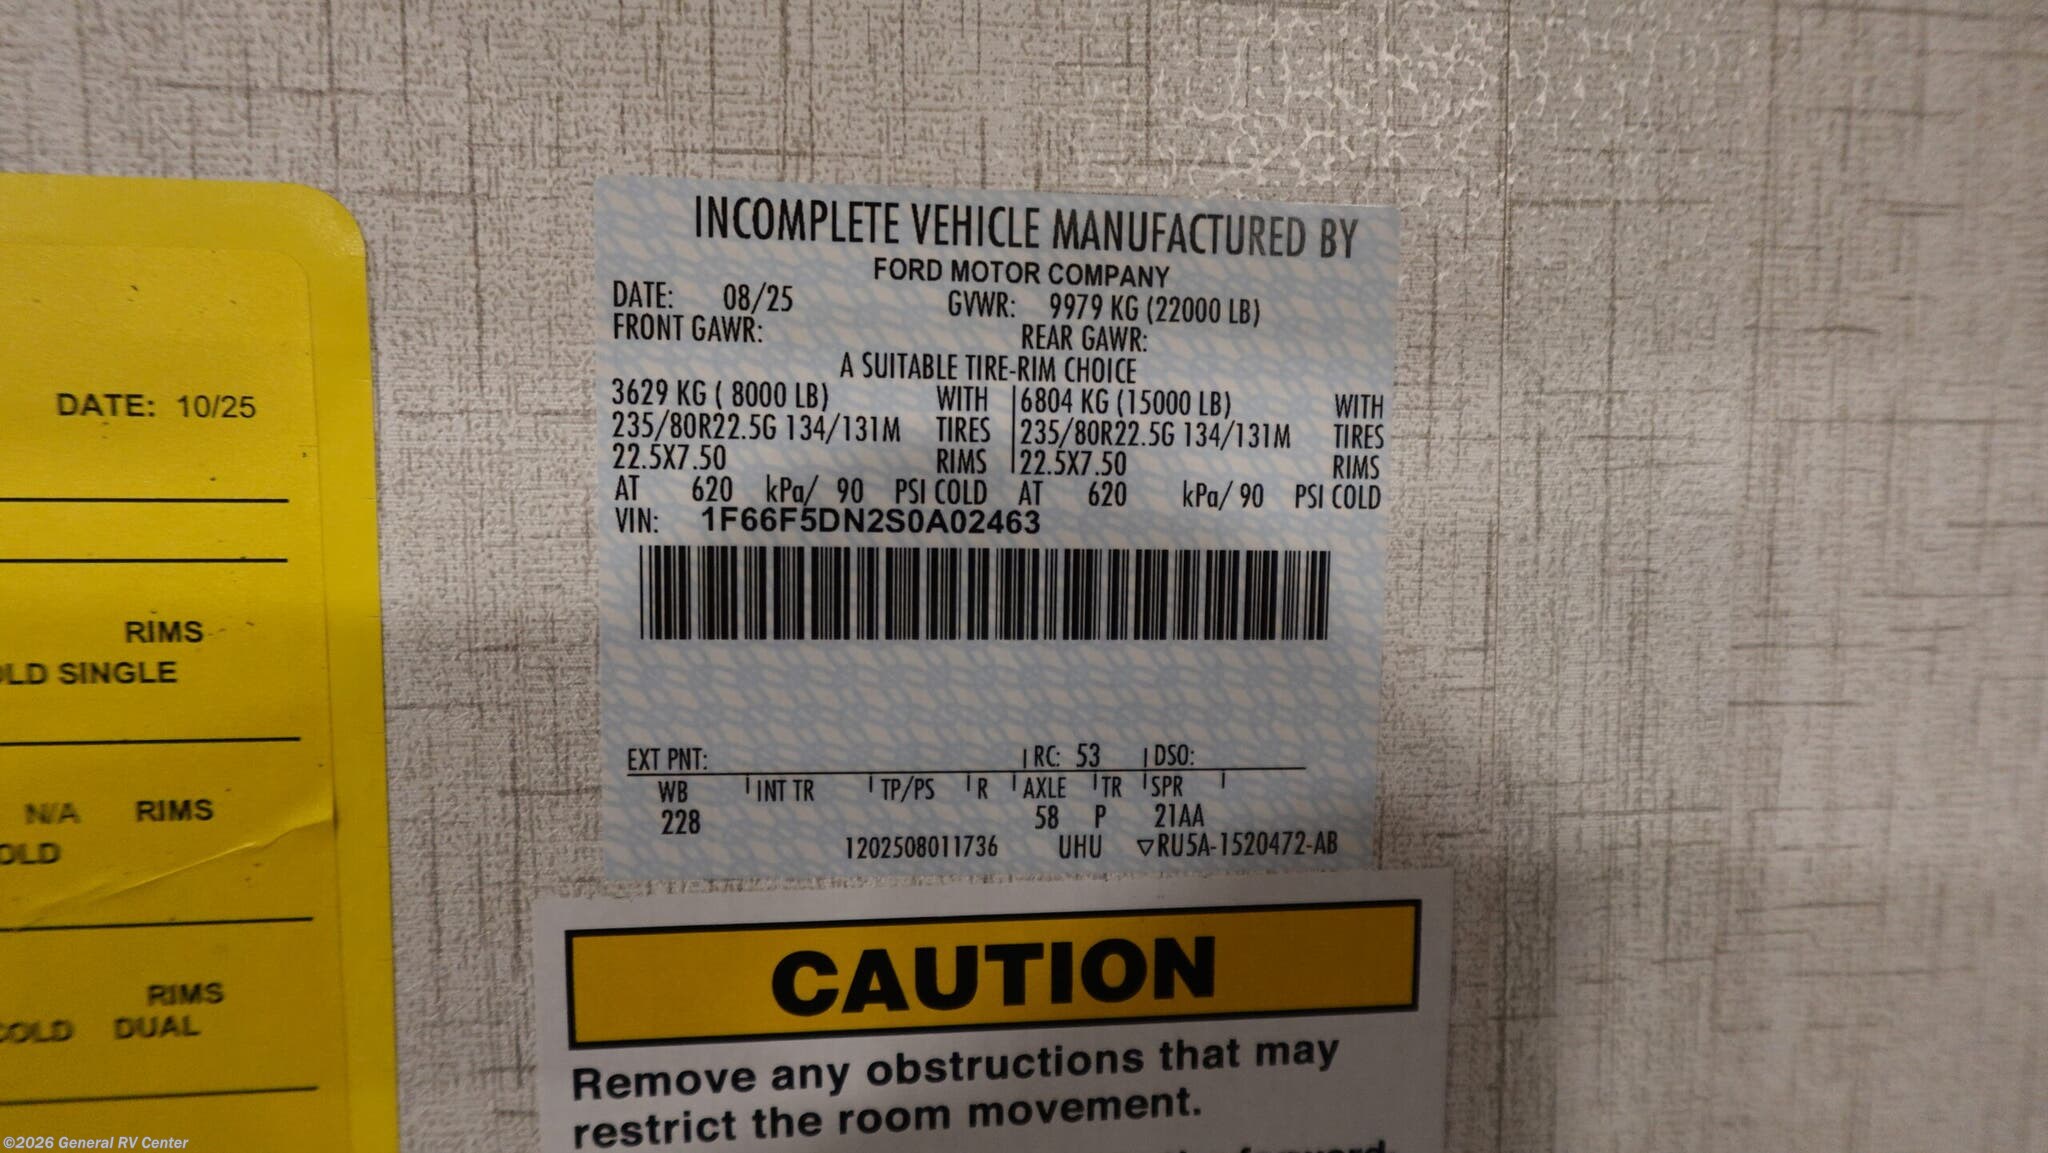 DATE: 10/25
RIMS
OLD SINGLE
N/A RIMS
OLD
RIMS
COLD DUAL
INCOMPLETE VEHICLE MANUFACTURED BY
FORD MOTOR COMPANY
DATE: 08/25 GVWR: 9979 KG (22000 LB)
FRONT GAWR: REAR GAWR:
A SUITABLE TIRE-RIM CHOICE
3629 KG ( 8000 LB) WITH 6804 KG (15000 LB) WITH
235/80R22.5G 134/131M TIRES 235/80R22.5G 134/131M TIRES
22.5X7.50 RIMS 22.5X7.50 RIMS
AT 620 kPa/ 90 PSI COLD AT 620 kPa/ 90 PSI COLD
VIN: 1F66F5DN2S0A02463
EXT PNT: RC: 53 DSO:
WB INT TR TP/PS R AXLE TR SPR
228 58 P 21AA
1202508011736 UHU ▽RU5A-1520472-AB
CAUTION
Remove any obstructions that may
restrict the room movement.
©2026 General RV Center